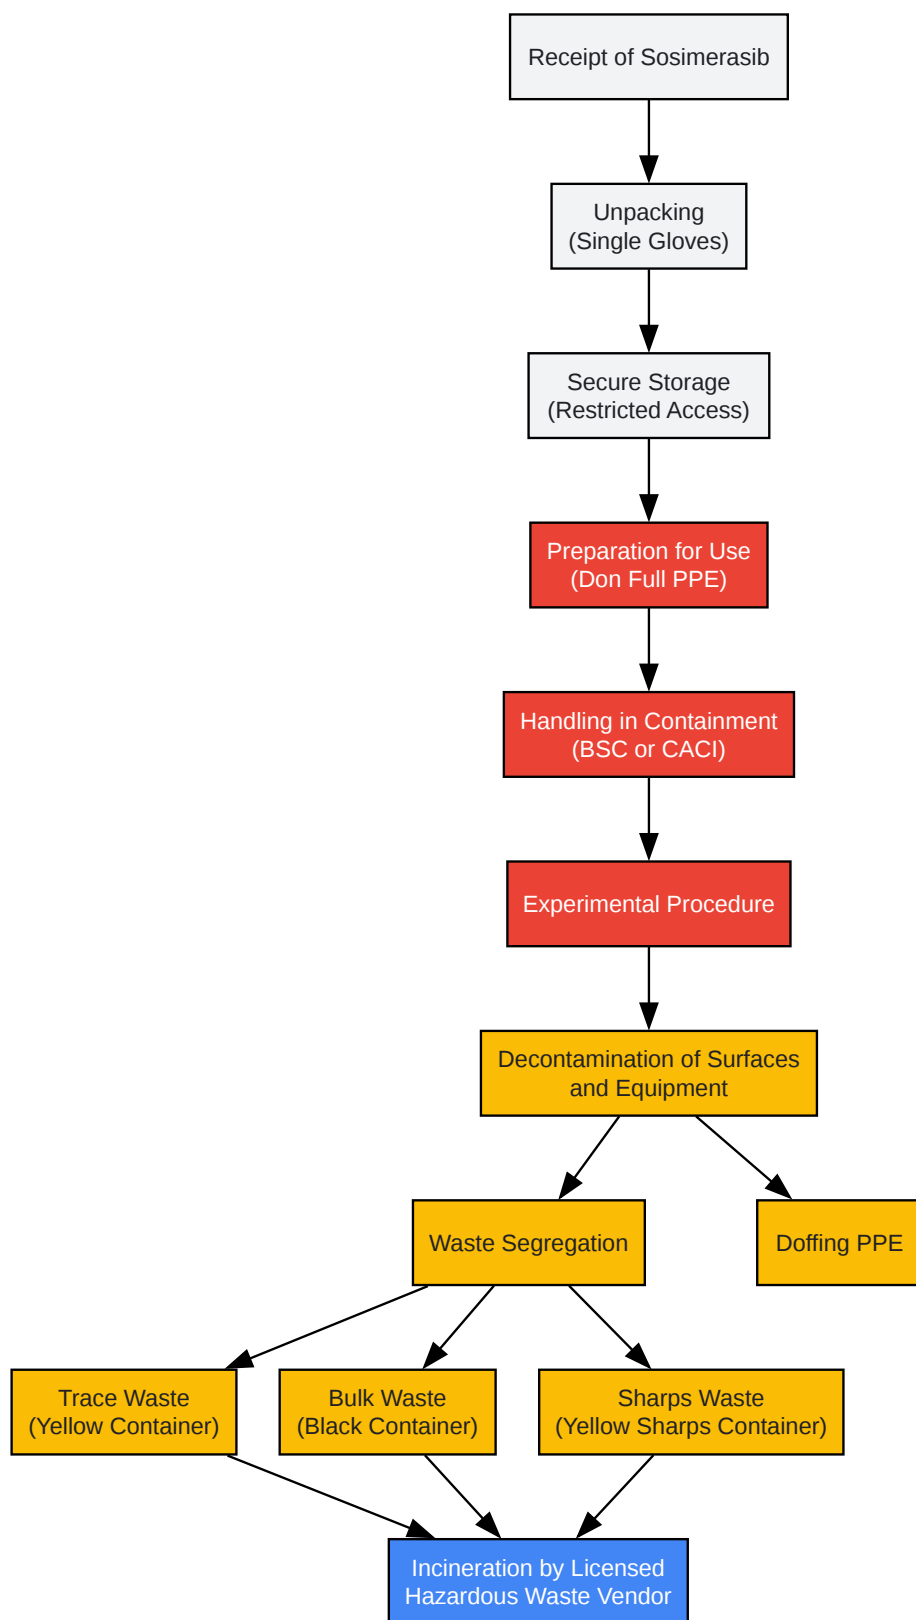 Receipt of Sosimerasib
Unpacking
(Single Gloves)
Secure Storage
(Restricted Access)
Preparation for Use
(Don Full PPE)
Handling in Containment
(BSC or CACI)
Experimental Procedure
Decontamination of Surfaces
and Equipment
Waste Segregation
Doffing PPE
Trace Waste
(Yellow Container)
Bulk Waste
(Black Container)
Sharps Waste
(Yellow Sharps Container)
Incineration by Licensed
Hazardous Waste Vendor